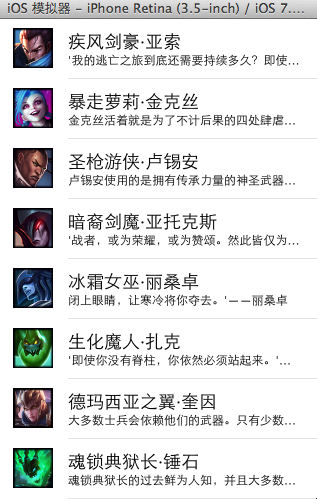 iOS 模拟器 - iPhone Retina (3.5-inch) / iOS 7....
疾风剑豪·亚索
'我的逃亡之旅到底还需要持续多久？即使...
暴走萝莉·金克丝
金克丝活着就是为了不计后果的四处肆虐...
圣枪游侠·卢锡安
卢锡安使用的是拥有传承力量的神圣武器...
暗裔剑魔·亚托克斯
'战者，或为荣耀，或为赞颂。然此皆仅为...
冰霜女巫·丽桑卓
闭上眼睛，让寒冷将你夺去。'——丽桑卓
生化魔人·扎克
'即使你没有脊柱，你依然必须站起来。'...
德玛西亚之翼·奎因
大多数士兵会依赖他们的武器。只有少数...
魂锁典狱长·锤石
魂锁典狱长的过去鲜为人知，并且大多数...